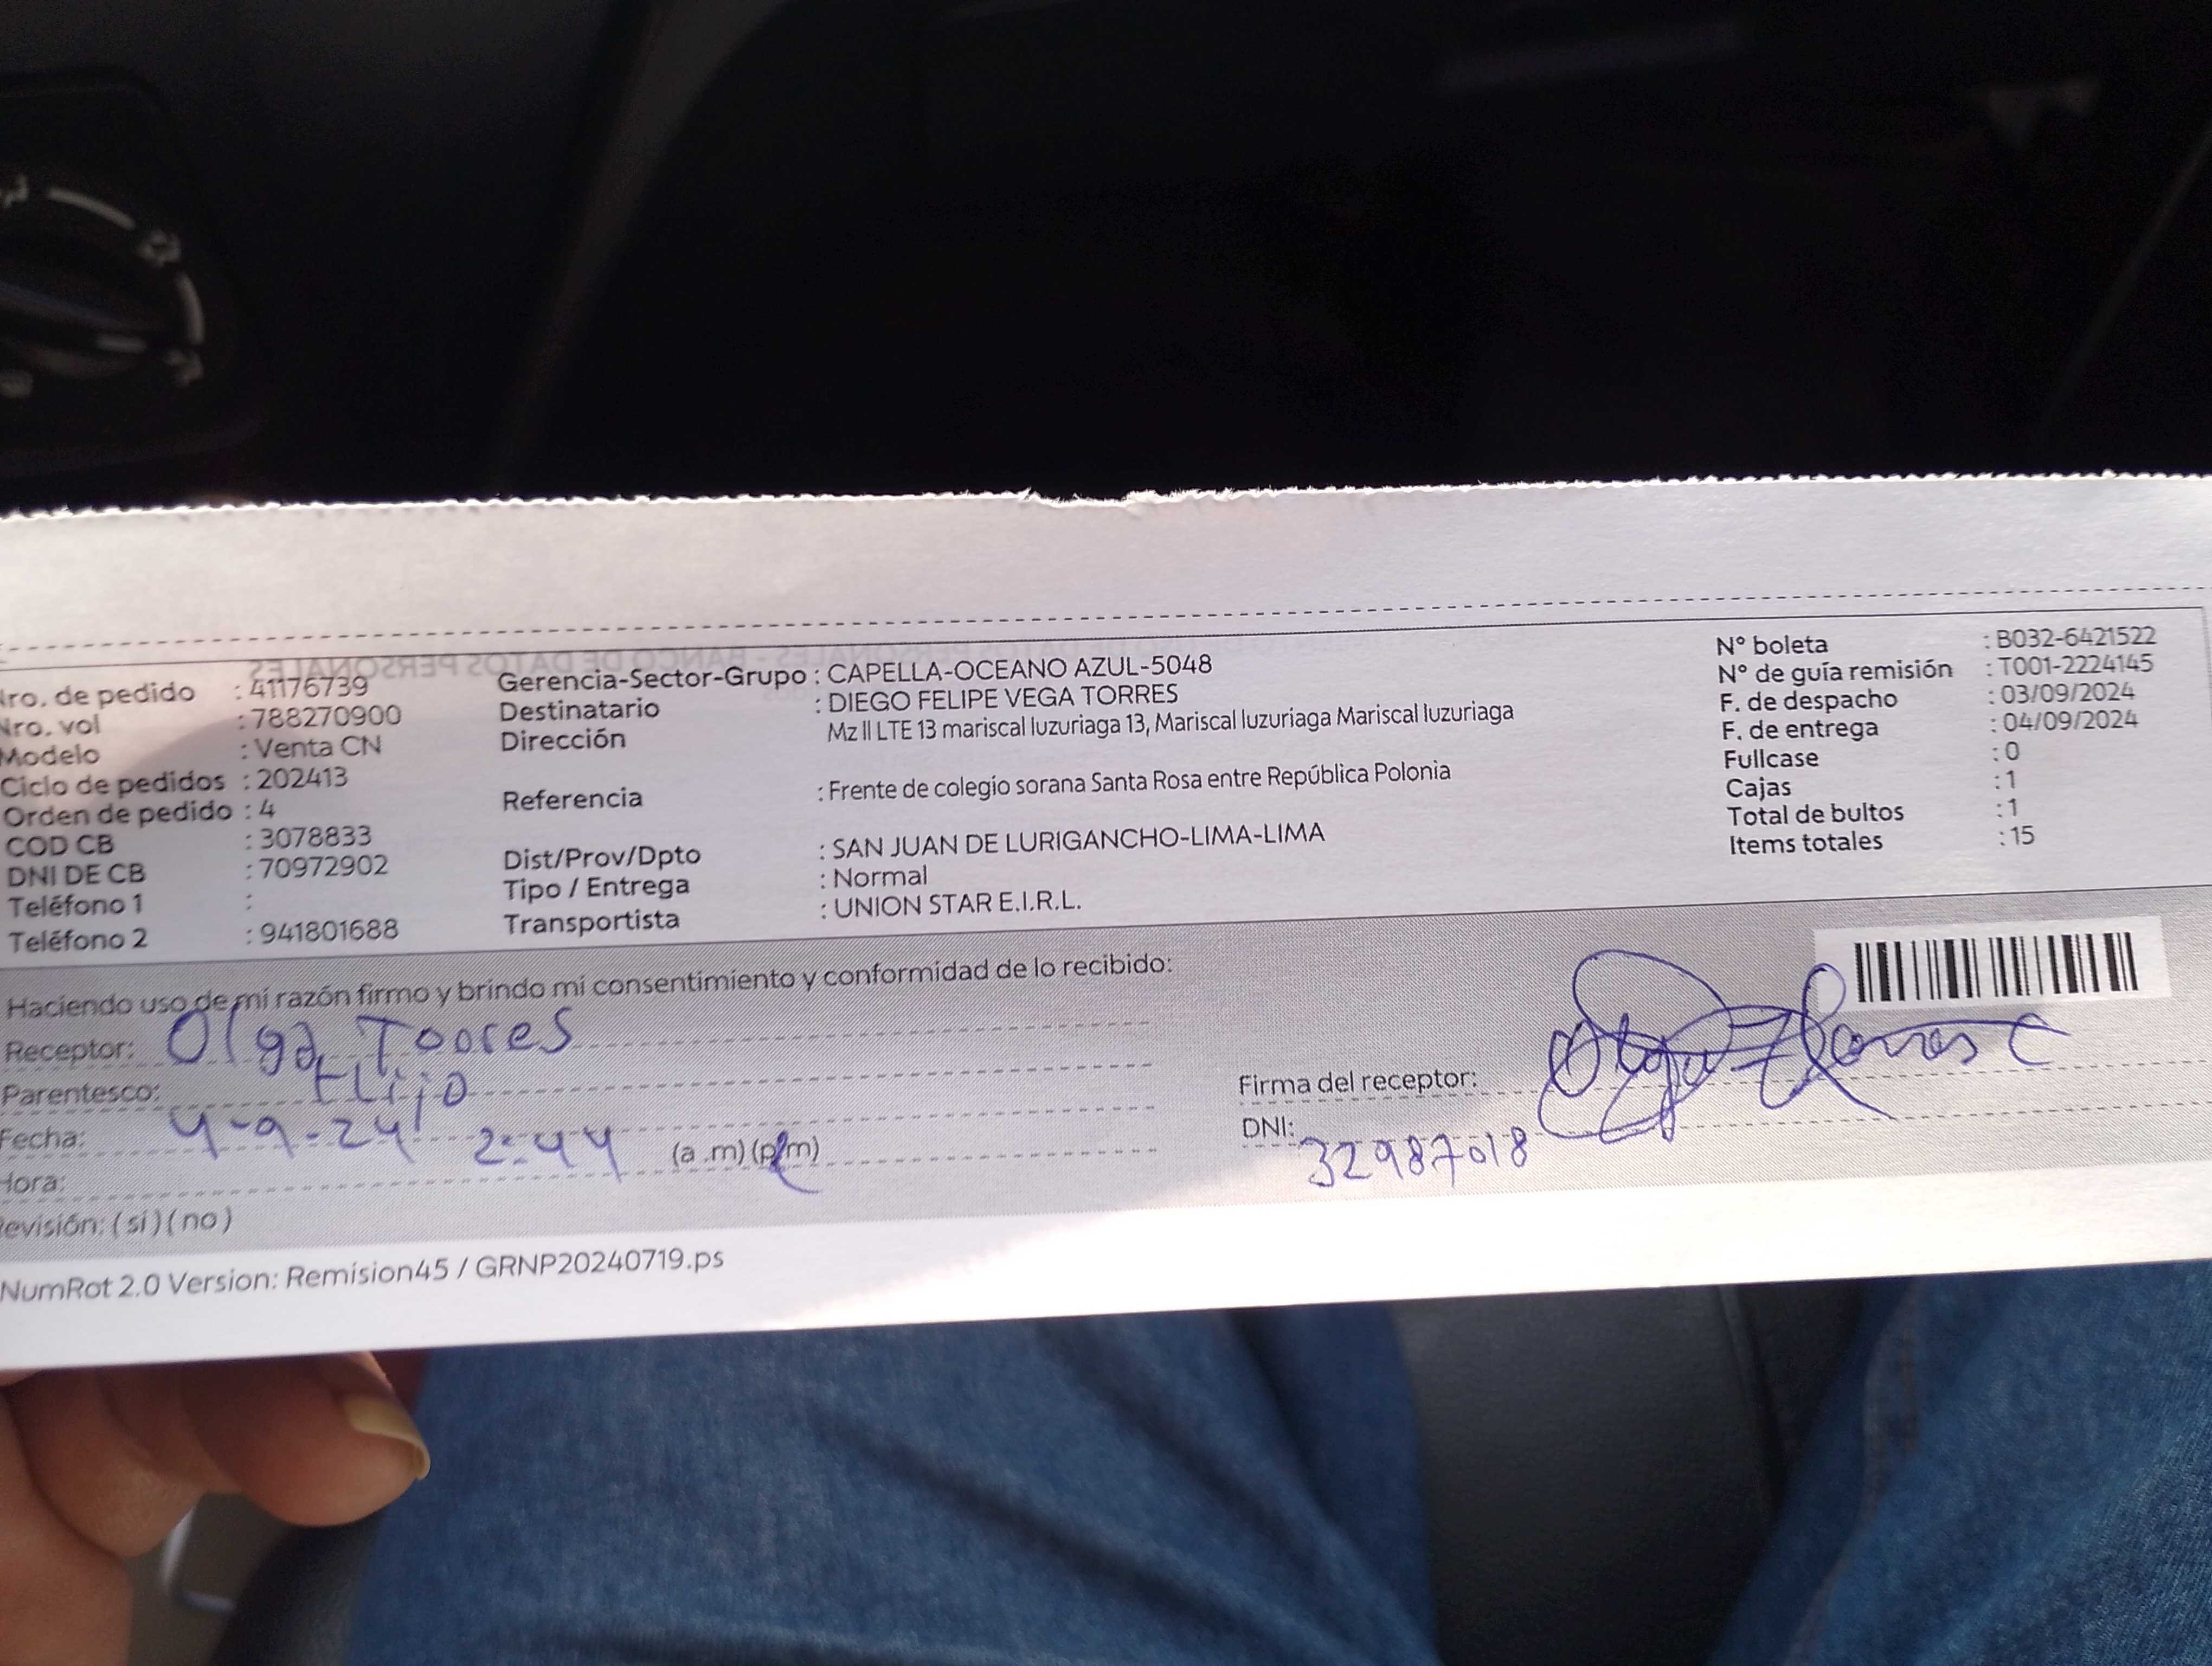 Nro. de pedido : 41176739
Nro. vol : 788270900
Modelo : Venta CN
Ciclo de pedidos : 202413
Orden de pedido : 4
COD CB : 3078833
DNI DE CB : 70972902
Teléfono 1 :
Teléfono 2 : 941801688
Gerencia-Sector-Grupo : CAPELLA-OCEANO AZUL-5048
Destinatario : DIEGO FELIPE VEGA TORRES
Dirección Mz ll LTE 13 mariscal luzuriaga 13, Mariscal luzuriaga Mariscal luzuriaga
Referencia : Frente de colegio sorana Santa Rosa entre República Polonia
Dist/Prov/Dpto : SAN JUAN DE LURIGANCHO-LIMA-LIMA
Tipo / Entrega : Normal
Transportista : UNION STAR E.I.R.L.
N° boleta : B032-6421522
N° de guía remisión : T001-2224145
F. de despacho : 03/09/2024
F. de entrega : 04/09/2024
Fullcase : 0
Cajas : 1
Total de bultos : 1
Items totales : 15
Haciendo uso de mi razón firmo y brindo mi consentimiento y conformidad de lo recibido:
Receptor: Olga Toores
Parentesco: Hijo
Fecha: 4-9-24 2:44 (a .m) (p.m)
Hora:
Revisión: ( si ) ( no )
Firma del receptor: Olga
DNI: 32987018
NumRot 2.0 Version: Remision45 / GRNP20240719.ps